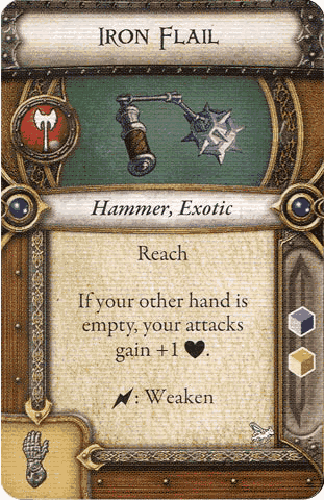 Iron Flail
Hammer, Exotic
Reach
If your other hand is
empty, your attacks
gain +1 ♥.
: Weaken